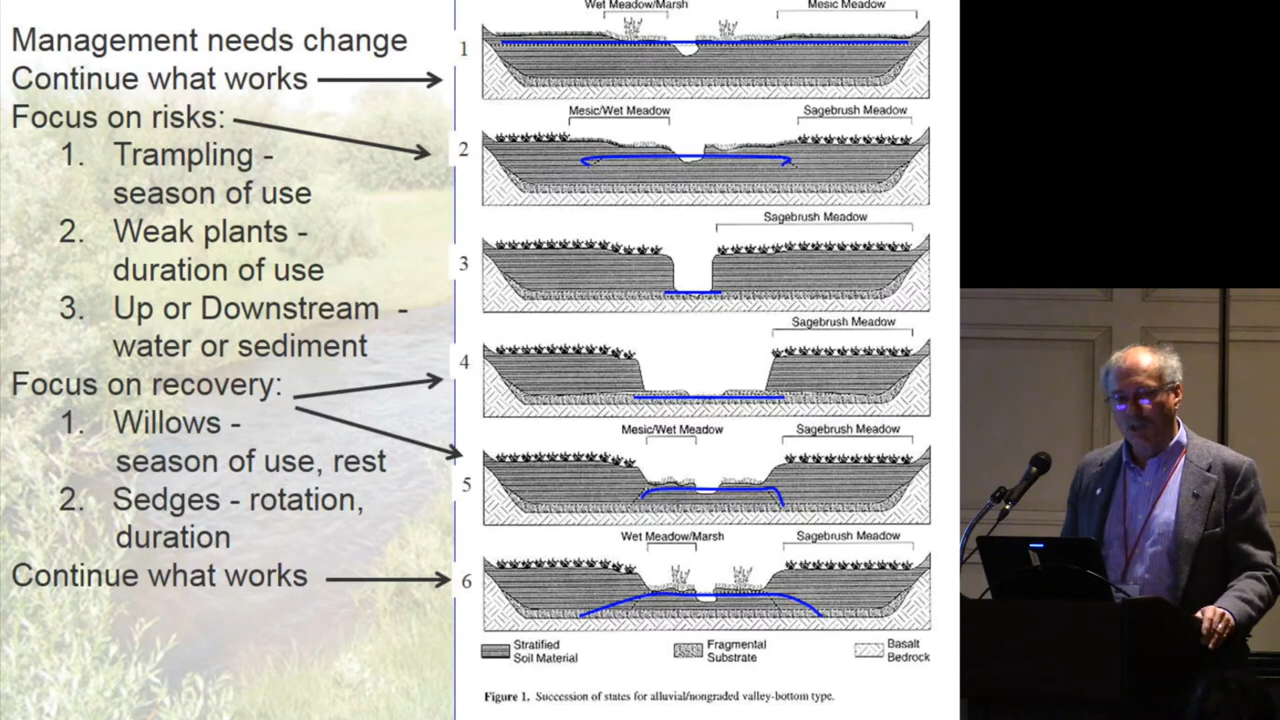 Management needs change
Continue what works
Focus on risks:
1. Trampling -
season of use
2. Weak plants -
duration of use
3. Up or Downstream -
water or sediment
Focus on recovery:
1. Willows -
season of use, rest
2. Sedges - rotation,
duration
Continue what works
Wet Meadow/Marsh
Mesic Meadow
1
Mesic/Wet Meadow
Sagebrush Meadow
2
Sagebrush Meadow
3
Sagebrush Meadow
4
Mesic/Wet Meadow
Sagebrush Meadow
5
Wet Meadow/Marsh
Sagebrush Meadow
6
Stratified
Soil Material
Fragmental
Substrate
Basalt
Bedrock
Figure 1. Succession of states for alluvial/nongraded valley-bottom type.